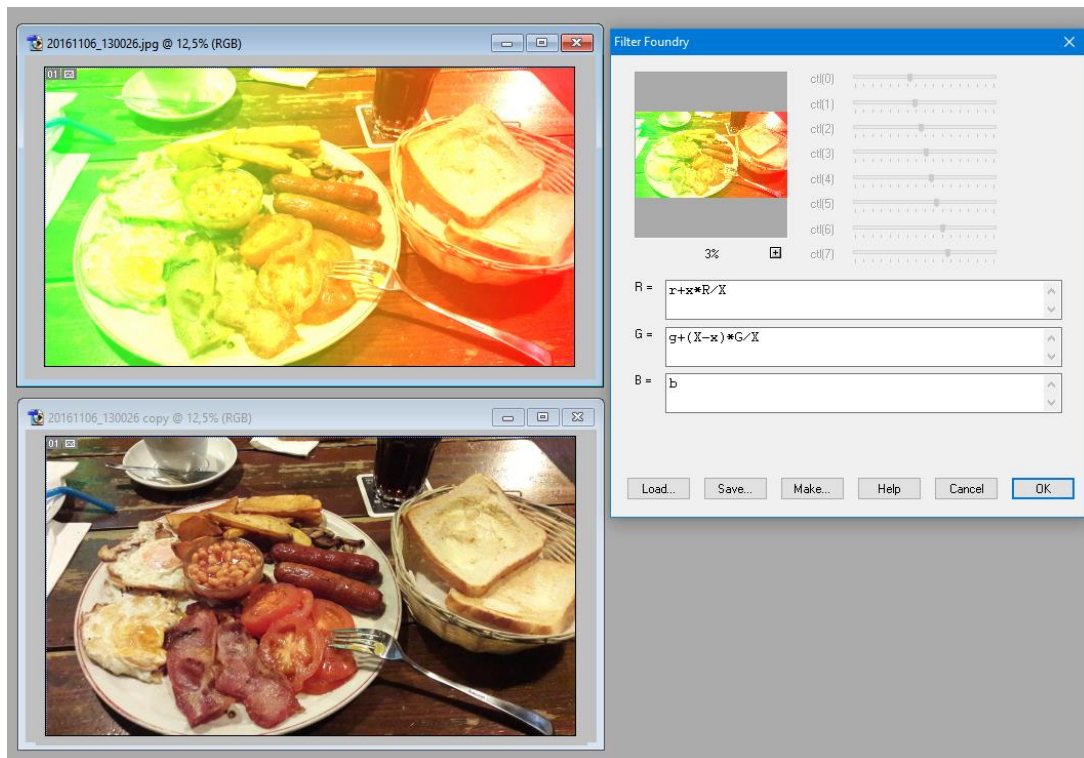 20161106_130026.jpg @ 12,5% (RGB)
01
20161106_130026 copy @ 12,5% (RGB)
01
Filter Foundry
ctl(0)
ctl(1)
ctl(2)
ctl(3)
ctl(4)
ctl(5)
ctl(6)
ctl(7)
3%
R = r+x*R/X
G = g+(X-x)*G/X
B = b
Load... Save... Make... Help Cancel OK